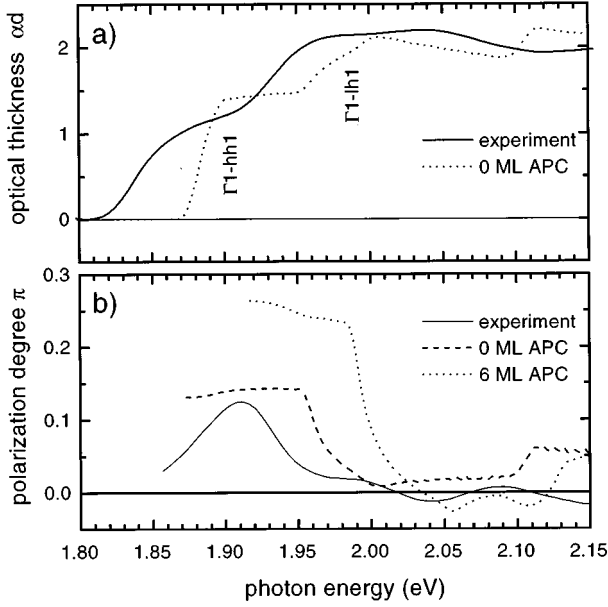 a)
optical thickness αd
2
1
0
Γ1-hh1
Γ1-lh1
experiment
0 ML APC
b)
polarization degree π
0.3
0.2
0.1
0.0
experiment
0 ML APC
6 ML APC
1.80 1.85 1.90 1.95 2.00 2.05 2.10 2.15
photon energy (eV)